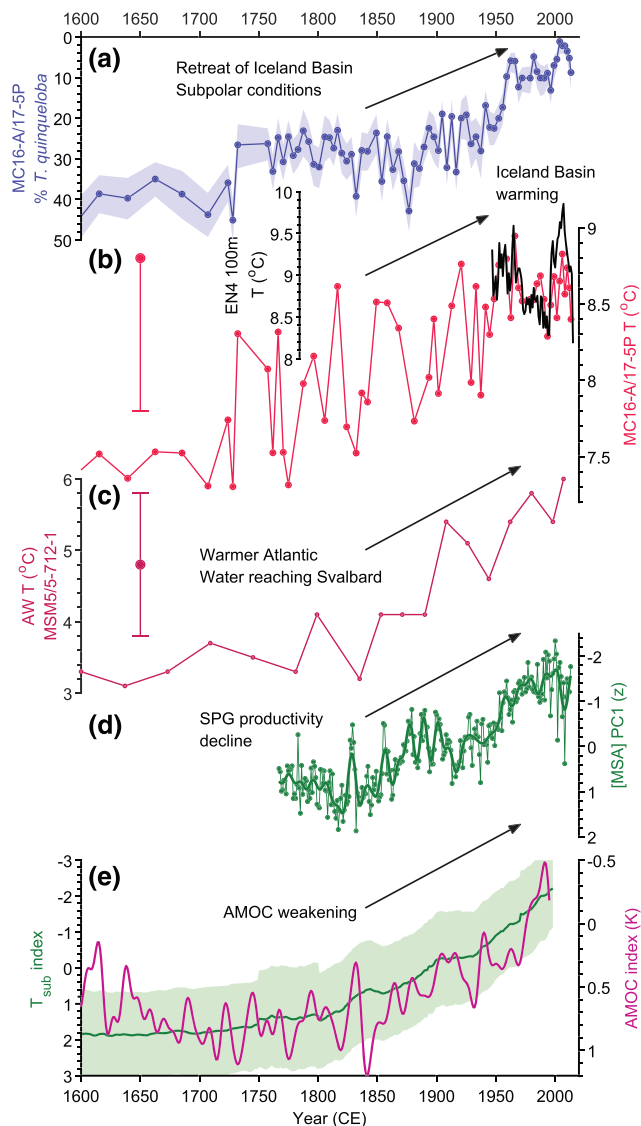 1600 1650 1700 1750 1800 1850 1900 1950 2000
(a)
Retreat of Iceland Basin
Subpolar conditions
MC16-A/17-5P
% T. quinqueloba
0
10
20
30
40
50
(b)
Iceland Basin
warming
EN4 100m
T (°C)
10
9.5
9
8.5
8
MC16-A/17-5P T (°C)
9
8.5
8
7.5
(c)
Warmer Atlantic
Water reaching Svalbard
AW T (°C)
MSM5/5-712-1
6
5
4
3
(d)
SPG productivity
decline
[MSA] PC1 (z)
-2
-1
0
1
2
(e)
AMOC weakening
T sub index
-3
-2
-1
0
1
2
3
AMOC index (K)
-0.5
0
0.5
1
1600 1650 1700 1750 1800 1850 1900 1950 2000
Year (CE)